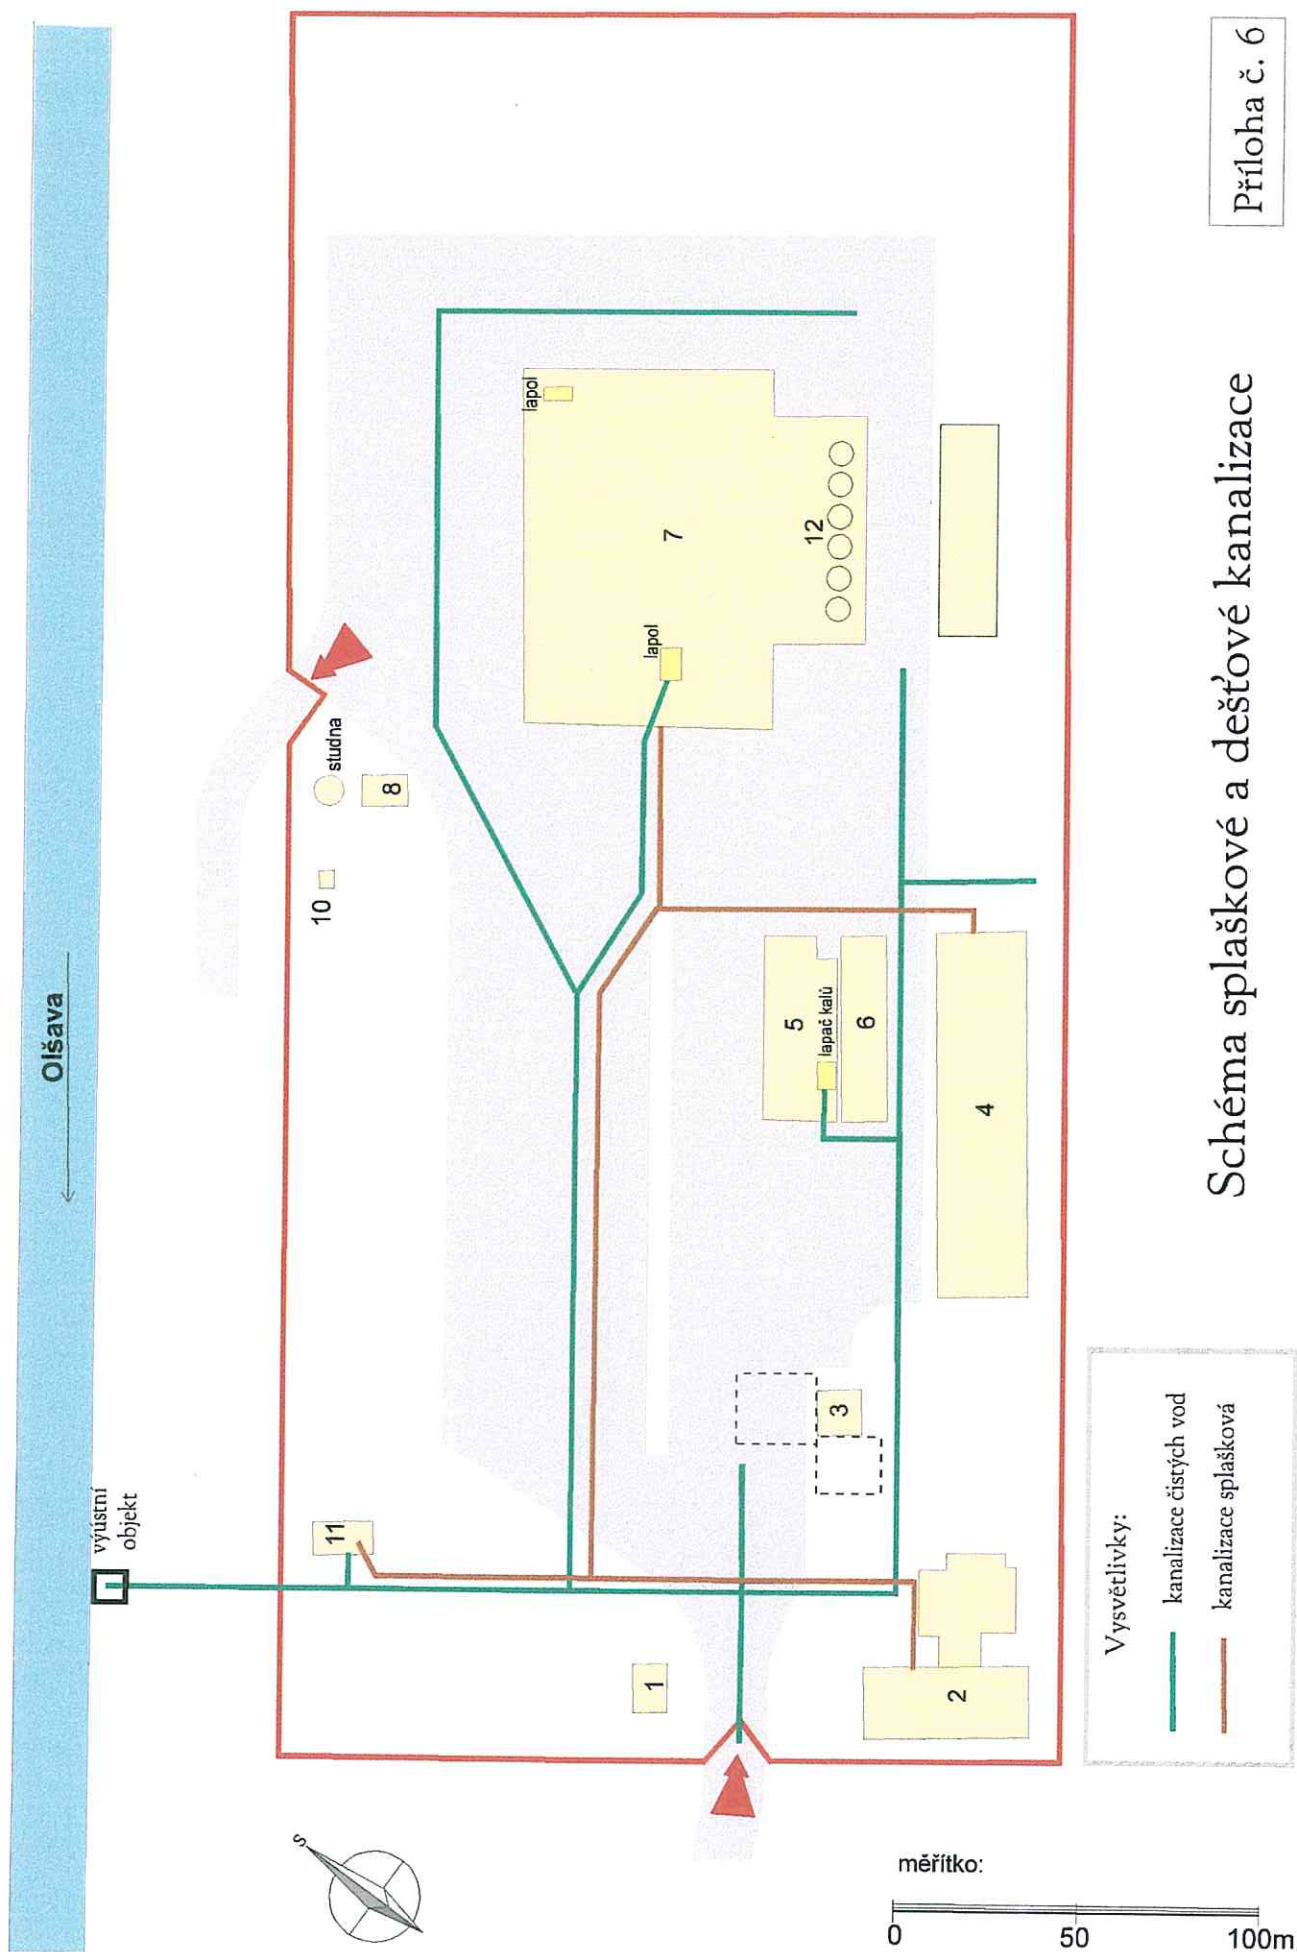 Příloha č. 6
Olšava
výústní
objekt
lapol
7
12
lapol
studna
8
10
5
lapač kalů
6
4
3
11
1
2
Schéma splaškové a dešťové kanalizace
Vysvětlivky:
kanalizace čistých vod
kanalizace splašková
S
měřítko:
0
50
100m